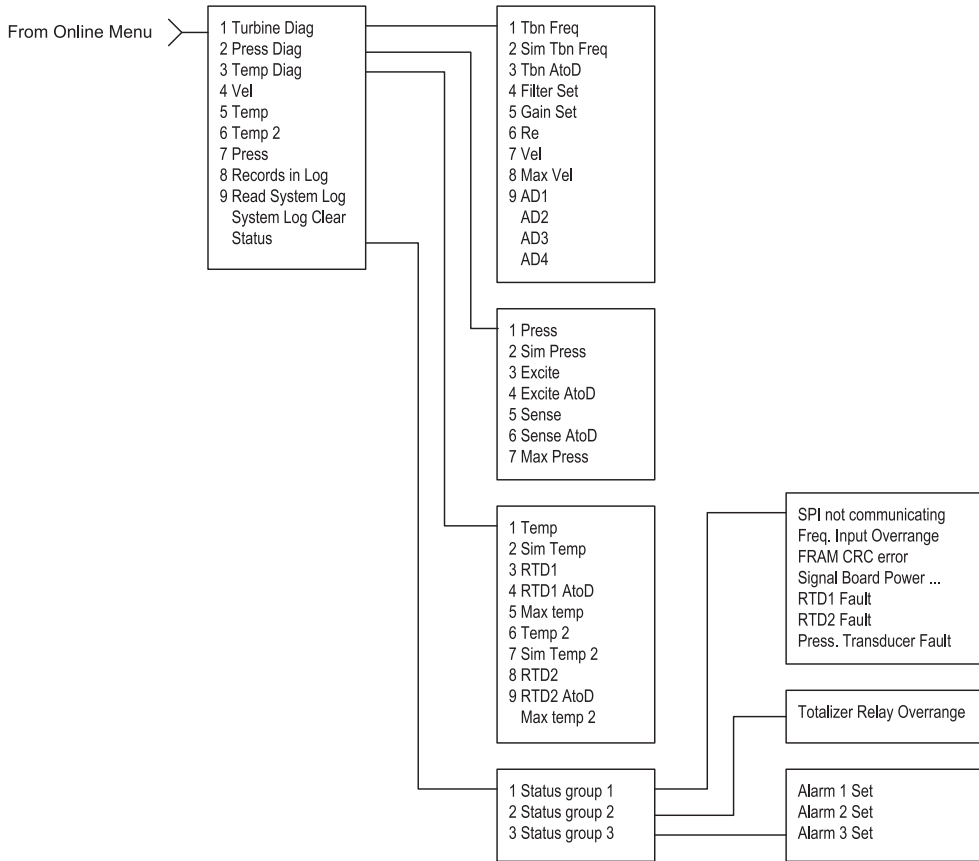 From Online Menu
1 Turbine Diag
2 Press Diag
3 Temp Diag
4 Vel
5 Temp
6 Temp 2
7 Press
8 Records in Log
9 Read System Log
System Log Clear
Status
1 Tbn Freq
2 Sim Tbn Freq
3 Tbn AtoD
4 Filter Set
5 Gain Set
6 Re
7 Vel
8 Max Vel
9 AD1
AD2
AD3
AD4
1 Press
2 Sim Press
3 Excite
4 Excite AtoD
5 Sense
6 Sense AtoD
7 Max Press
1 Temp
2 Sim Temp
3 RTD1
4 RTD1 AtoD
5 Max temp
6 Temp 2
7 Sim Temp 2
8 RTD2
9 RTD2 AtoD
Max temp 2
1 Status group 1
2 Status group 2
3 Status group 3
SPI not communicating
Freq. Input Overrange
FRAM CRC error
Signal Board Power ...
RTD1 Fault
RTD2 Fault
Press. Transducer Fault
Totalizer Relay Overrange
Alarm 1 Set
Alarm 2 Set
Alarm 3 Set